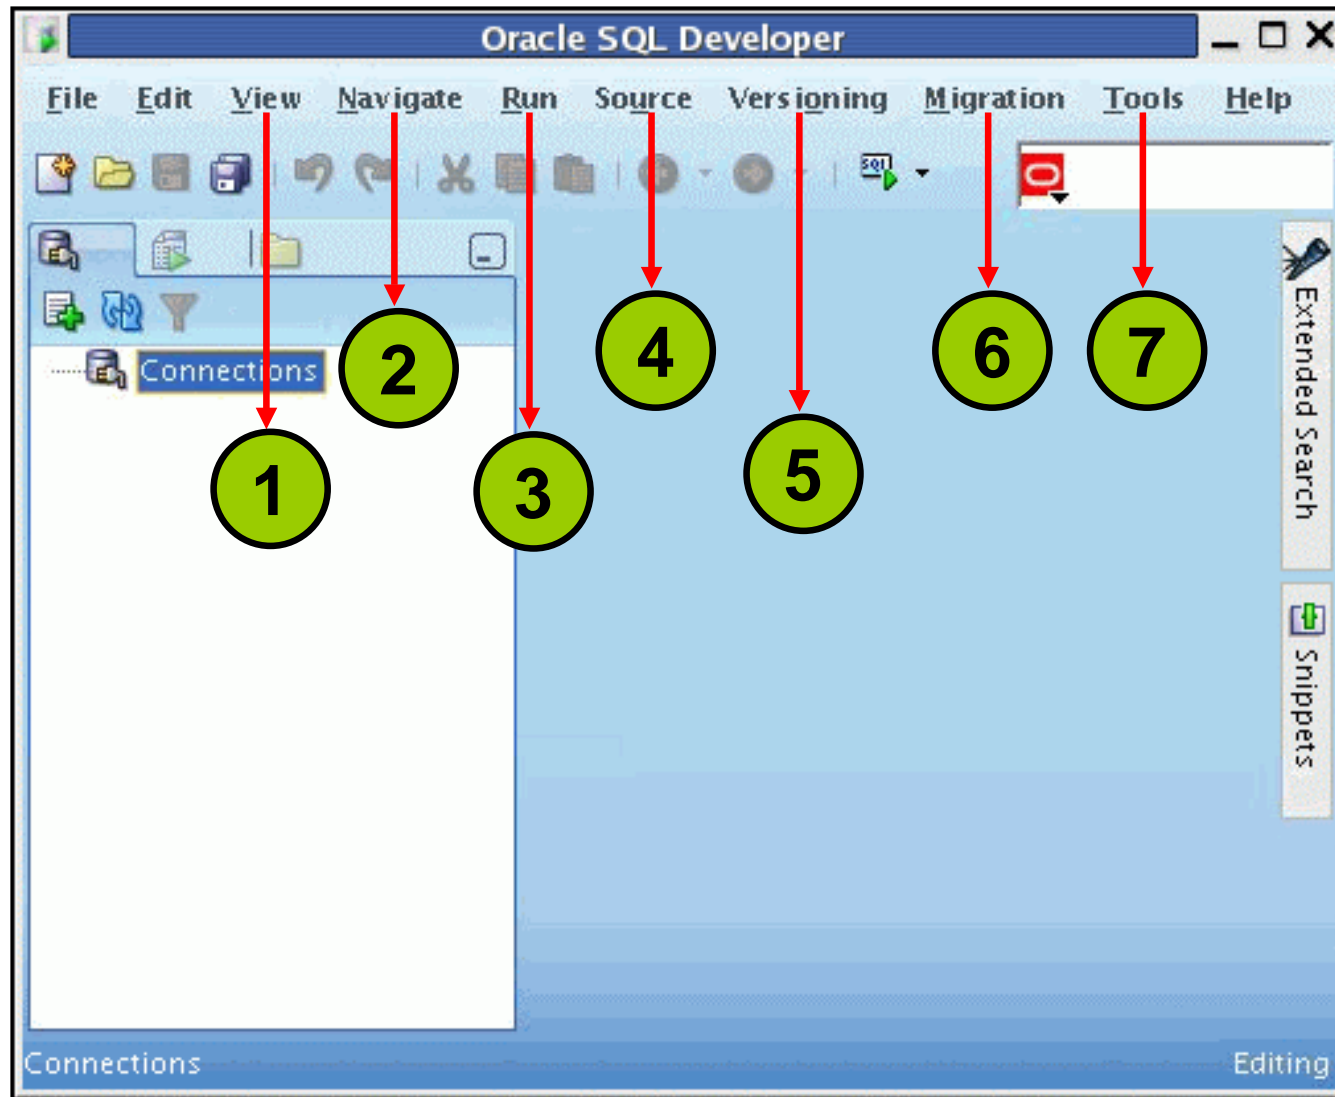 Oracle SQL Developer
File Edit View Navigate Run Source Versioning Migration Tools Help
SQL
Connections
1
2
3
4
5
6
7
Extended Search
Snippets
Connections Editing